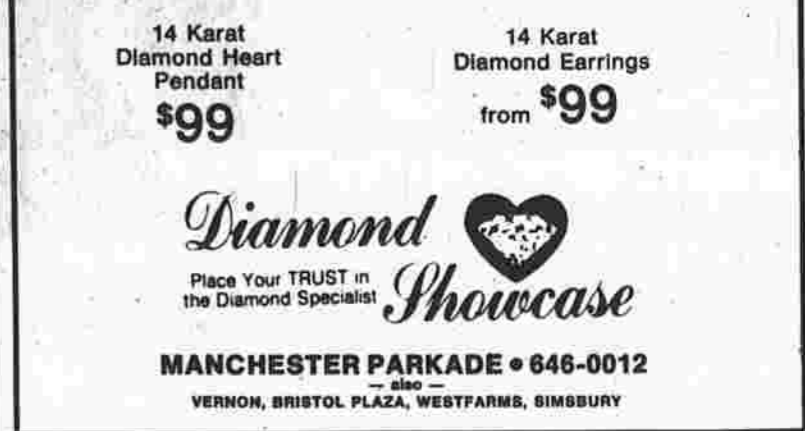 14 Karat
Diamond Heart
Pendant
$99
14 Karat
Diamond Earrings
from $99
Diamond
Place Your TRUST in
the Diamond Specialist
Showcase
MANCHESTER PARKADE • 646-0012
— also —
VERNON, BRISTOL PLAZA, WESTFARMS, SIMSBURY